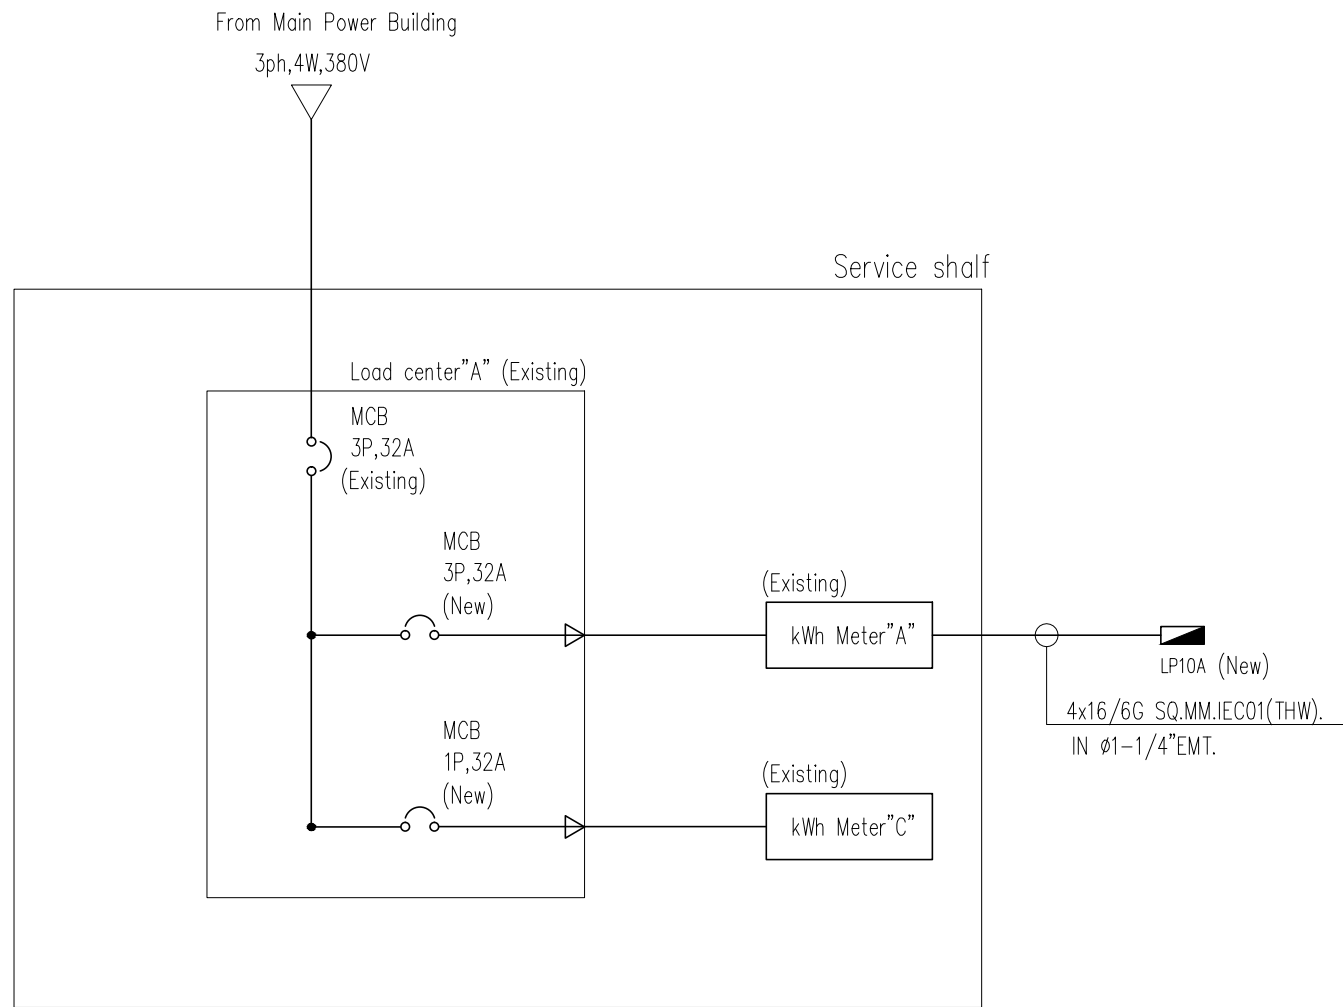 From Main Power Building
3ph,4W,380V
Service shalf
Load center"A" (Existing)
MCB
3P,32A
(Existing)
MCB
3P,32A
(New)
(Existing)
kWh Meter"A"
LP10A (New)
4x16/6G SQ.MM.IEC01(THW).
IN ø1-1/4"EMT.
MCB
1P,32A
(New)
(Existing)
kWh Meter"C"